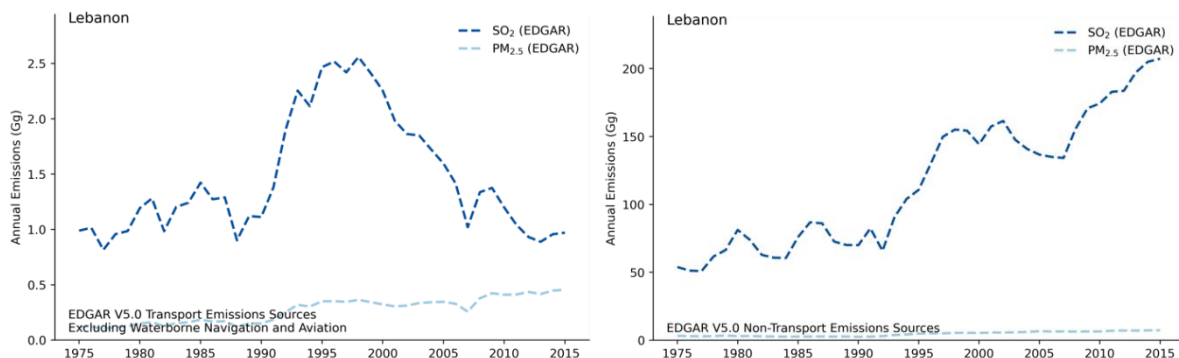 Lebanon
SO₂ (EDGAR)
PM₂.₅ (EDGAR)
Annual Emissions (Gg)
2.5
2.0
1.5
1.0
0.5
0.0
EDGAR V5.0 Transport Emissions Sources
Excluding Waterborne Navigation and Aviation
1975 1980 1985 1990 1995 2000 2005 2010 2015
Lebanon
SO₂ (EDGAR)
PM₂.₅ (EDGAR)
Annual Emissions (Gg)
200
150
100
50
0
EDGAR V5.0 Non-Transport Emissions Sources
1975 1980 1985 1990 1995 2000 2005 2010 2015